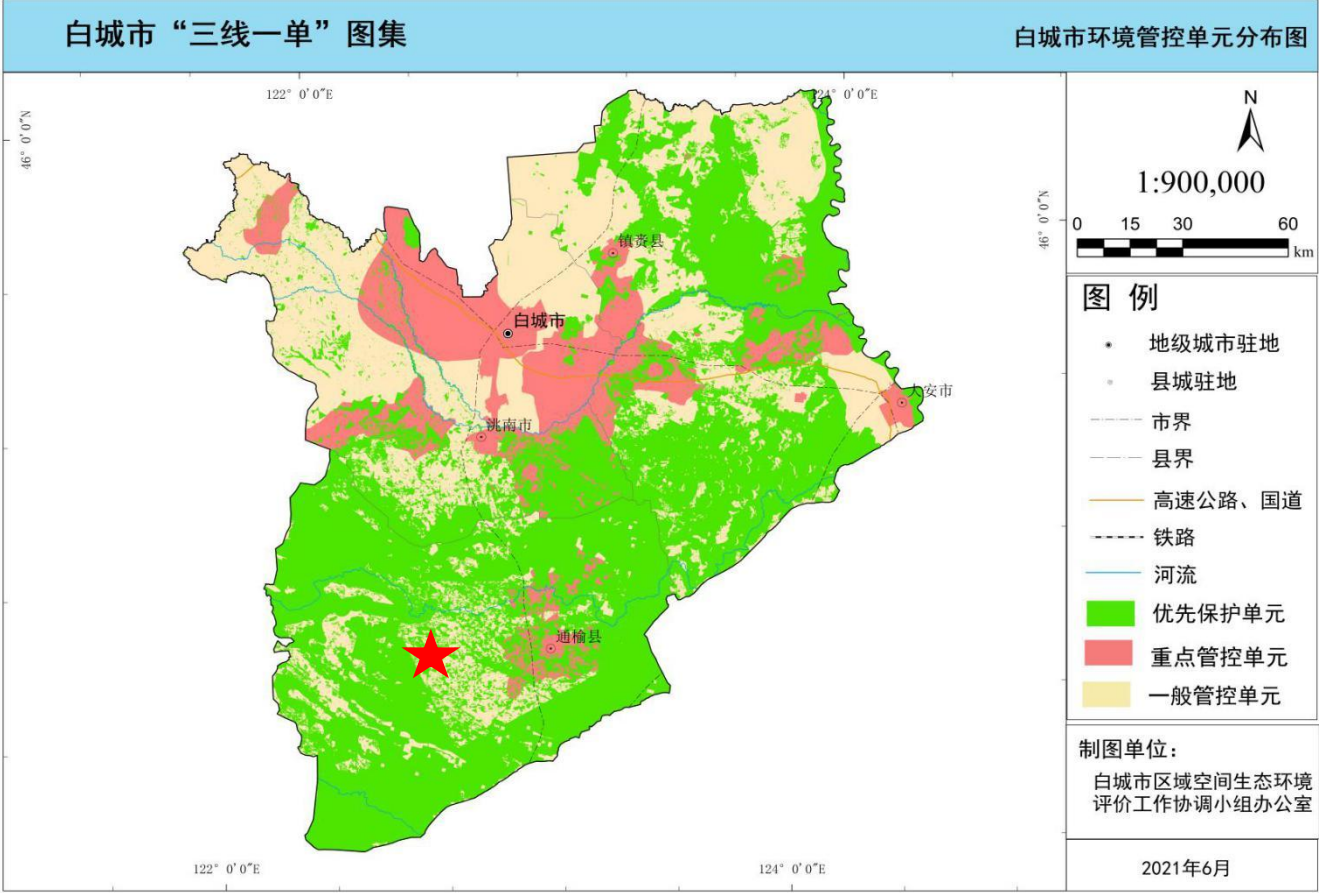 白城市“三线一单”图集
白城市环境管控单元分布图
122° 0′0″E
124° 0′0″E
46° 0′0″N
46° 0′0″N
N
1:900,000
0 15 30 60
km
镇赉县
白城市
大安市
洮南市
通榆县
图 例
地级城市驻地
县城驻地
市界
县界
高速公路、国道
铁路
河流
优先保护单元
重点管控单元
一般管控单元
制图单位：
白城市区域空间生态环境
评价工作协调小组办公室
2021年6月
122° 0′0″E
124° 0′0″E